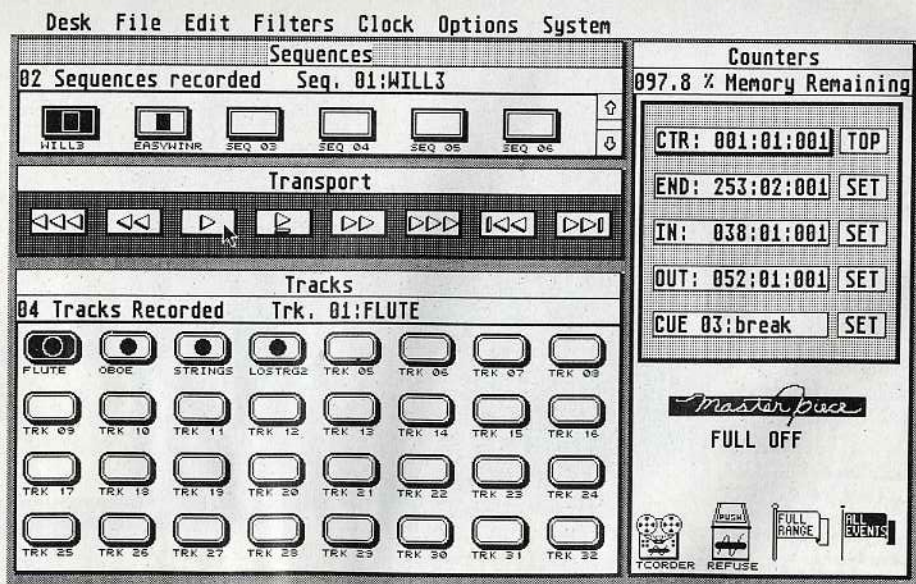 Desk File Edit Filters Clock Options System
Sequences
02 Sequences recorded Seq. 01:WILL3
WILL3 EASYWINR SEQ 03 SEQ 04 SEQ 05 SEQ 06
Transport
Tracks
04 Tracks Recorded Trk. 01:FLUTE
FLUTE OBOE STRINGS LOSTRG2 TRK 05 TRK 06 TRK 07 TRK 08
TRK 09 TRK 10 TRK 11 TRK 12 TRK 13 TRK 14 TRK 15 TRK 16
TRK 17 TRK 18 TRK 19 TRK 20 TRK 21 TRK 22 TRK 23 TRK 24
TRK 25 TRK 26 TRK 27 TRK 28 TRK 29 TRK 30 TRK 31 TRK 32
Counters
097.8 % Memory Remaining
CTR: 001:01:001 TOP
END: 253:02:001 SET
IN: 038:01:001 SET
OUT: 052:01:001 SET
CUE 03:break SET
Master Piece
FULL OFF
PUSH
FULL RANGE
ALL EVENTS
TCORDER REFUSE